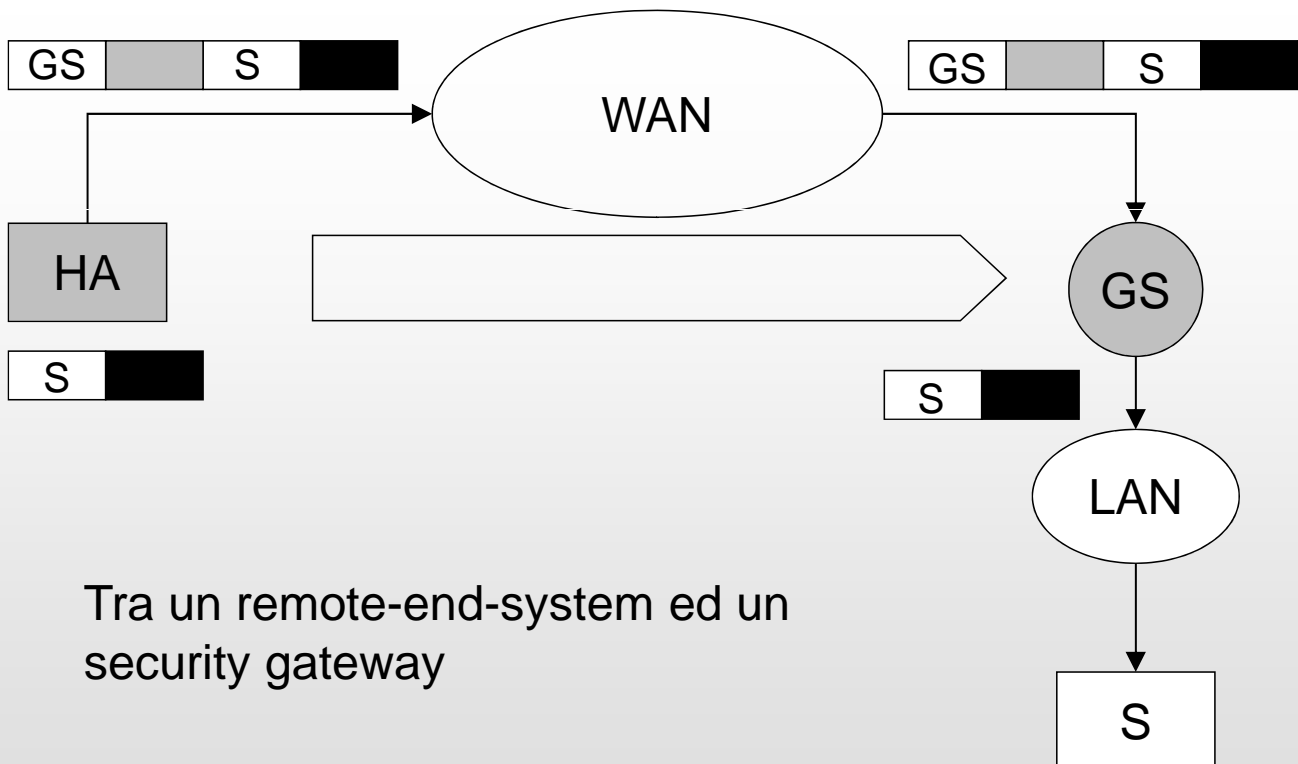 GS S
WAN
GS S
HA
GS
S
S
LAN
Tra un remote-end-system ed un
security gateway
S